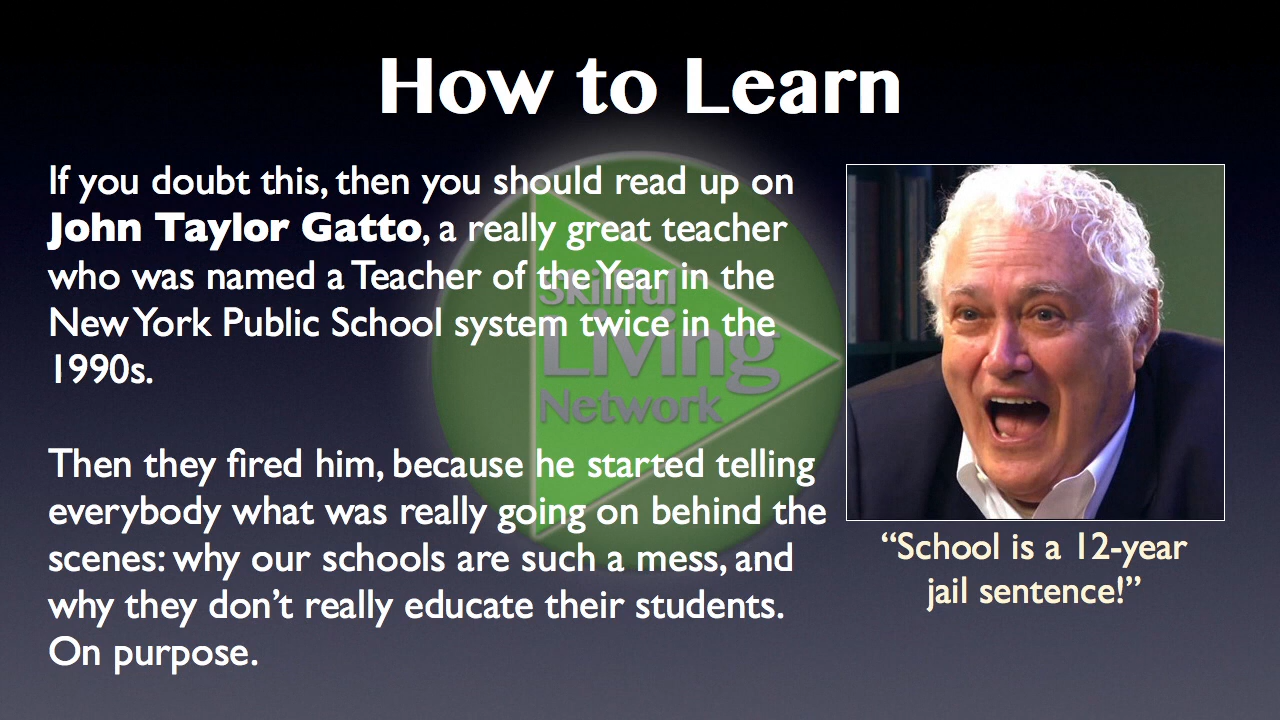 How to Learn
If you doubt this, then you should read up on
John Taylor Gatto, a really great teacher
who was named a Teacher of the Year in the
New York Public School system twice in the
1990s.
Then they fired him, because he started telling
everybody what was really going on behind the
scenes: why our schools are such a mess, and
why they don’t really educate their students.
On purpose.
Skillful
Living
Network
“School is a 12-year
jail sentence!”